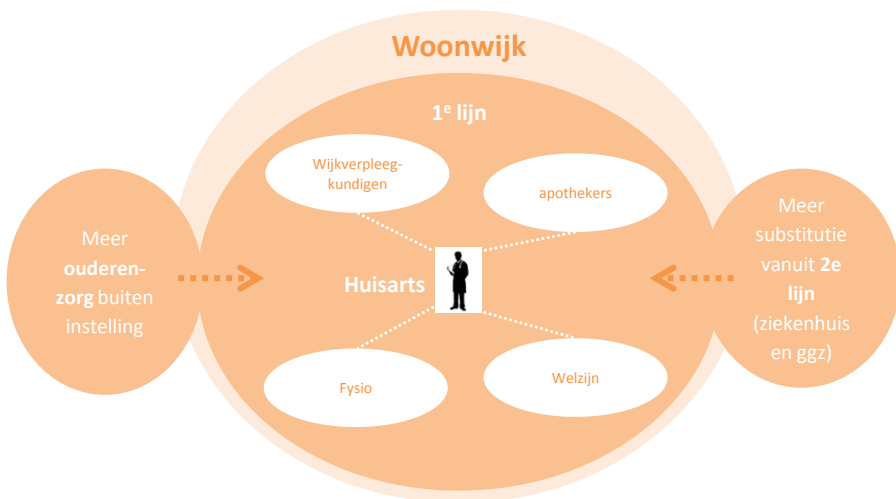 Woonwijk
1e lijn
Wijkverpleeg-
kundigen
apothekers
Meer
ouderen-
zorg buiten
instelling
Huisarts
Meer
substitutie
vanuit 2e
lijn
(ziekenhuis
en ggz)
Fysio
Welzijn